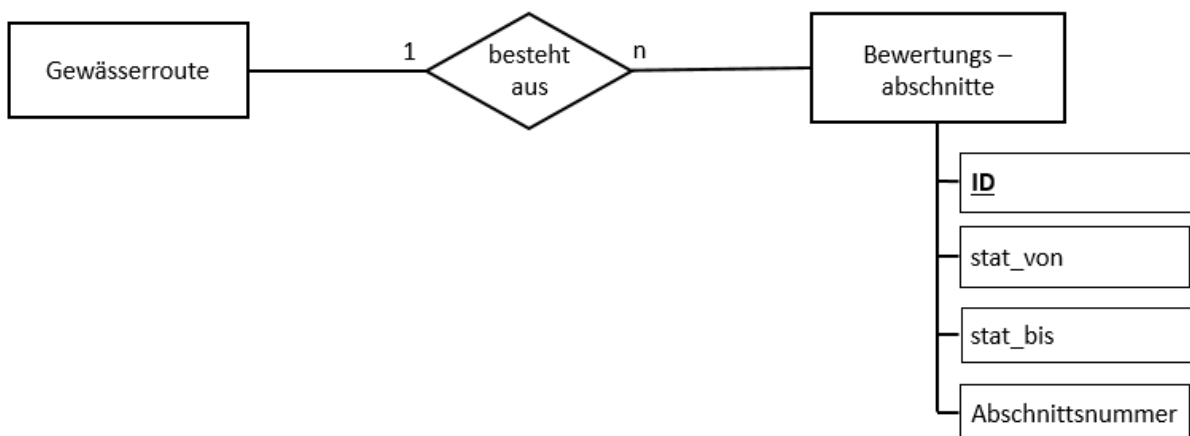 Gewässerroute
1
besteht
aus
n
Bewertungs –
abschnitte
ID
stat_von
stat_bis
Abschnittsnummer